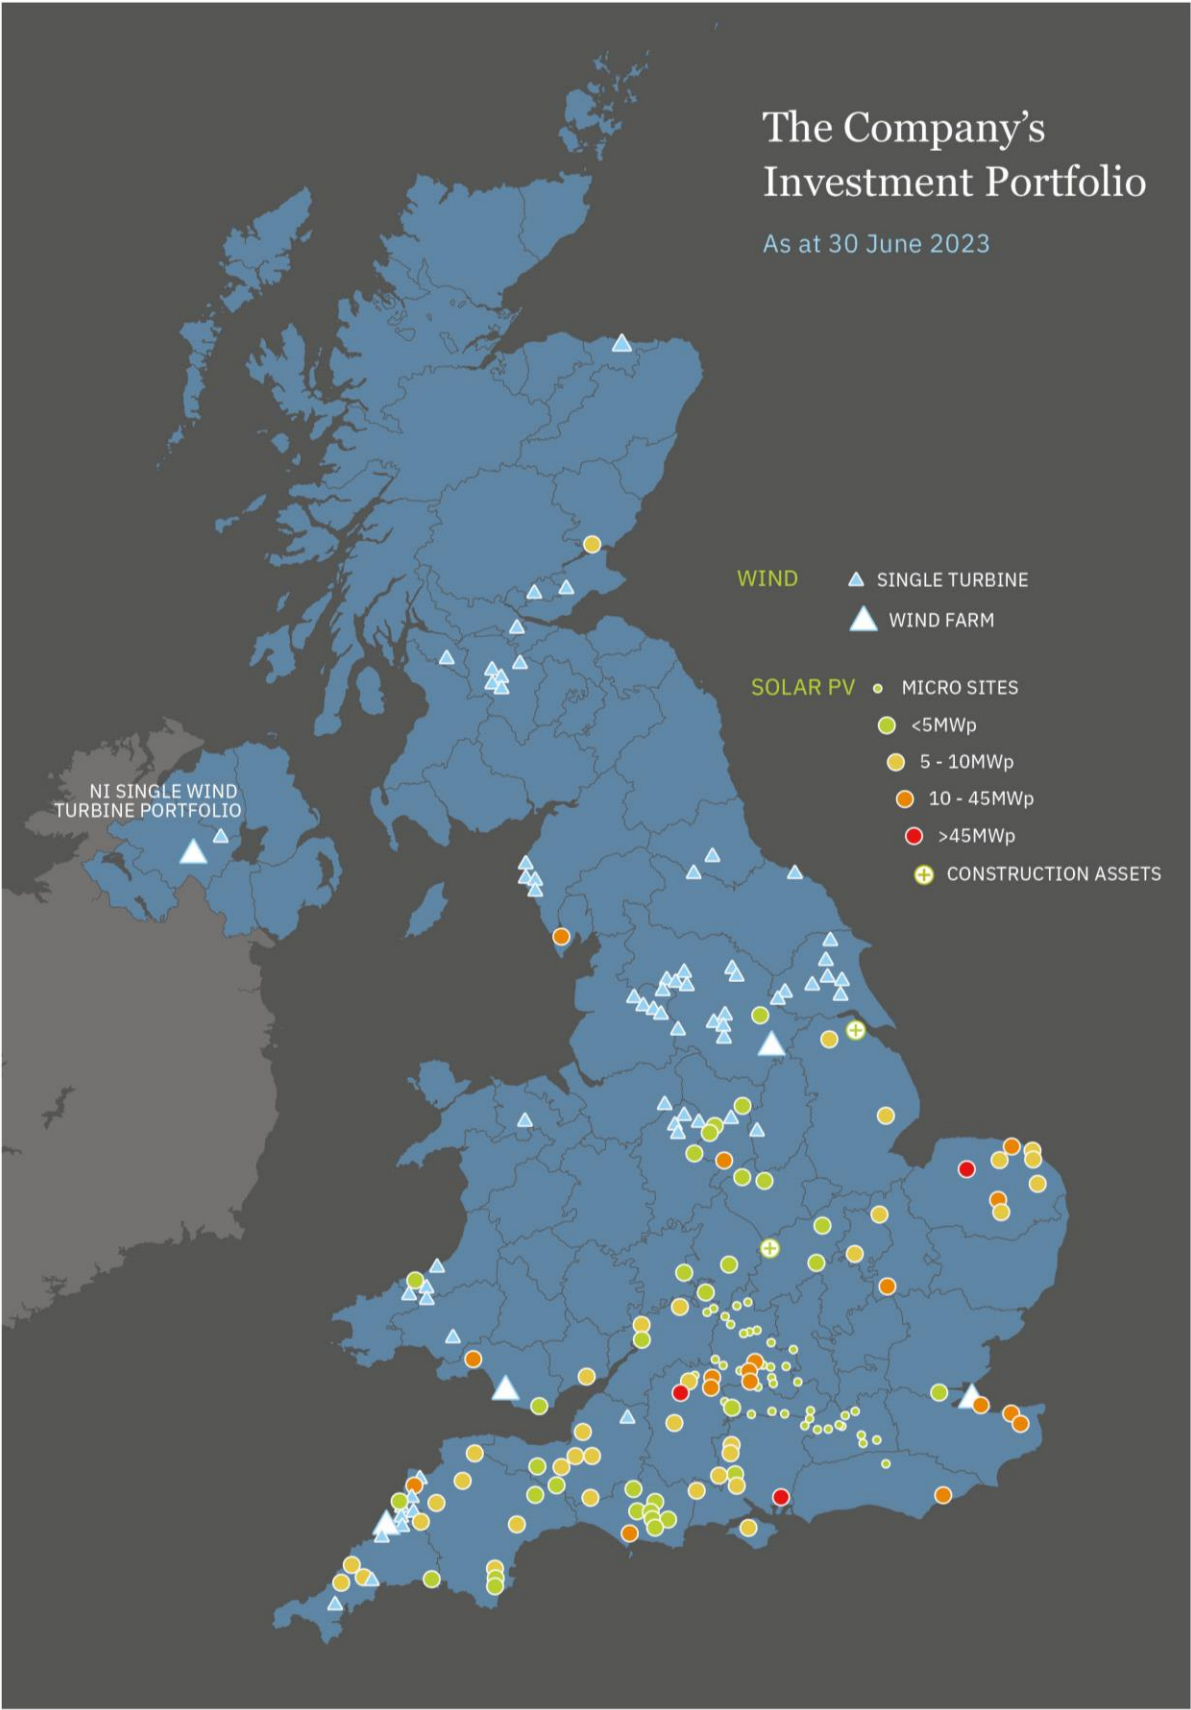 The Company’s
Investment Portfolio
As at 30 June 2023
WIND
SINGLE TURBINE
WIND FARM
SOLAR PV
MICRO SITES
<5MWp
5 - 10MWp
10 - 45MWp
>45MWp
CONSTRUCTION ASSETS
NI SINGLE WIND
TURBINE PORTFOLIO